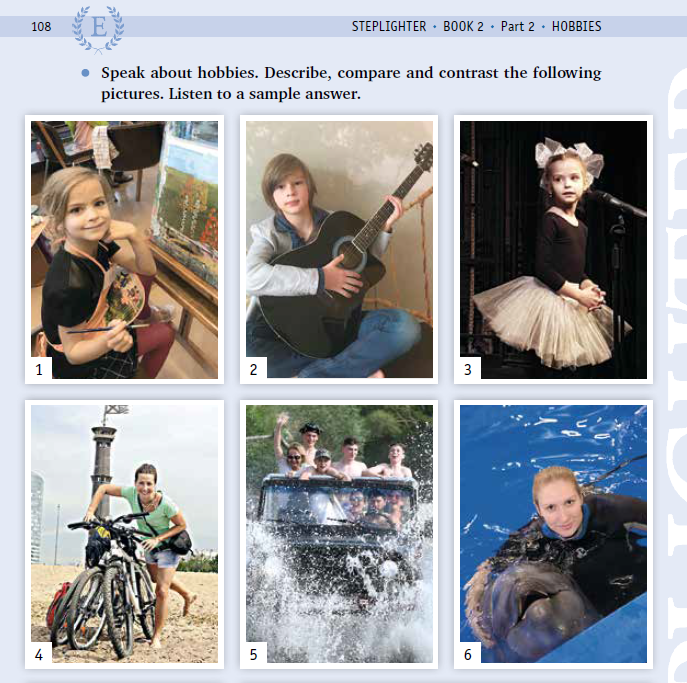 108
E
STEPLIGHTER • BOOK 2 • Part 2 • HOBBIES
• Speak about hobbies. Describe, compare and contrast the following
pictures. Listen to a sample answer.
1
2
3
4
5
6